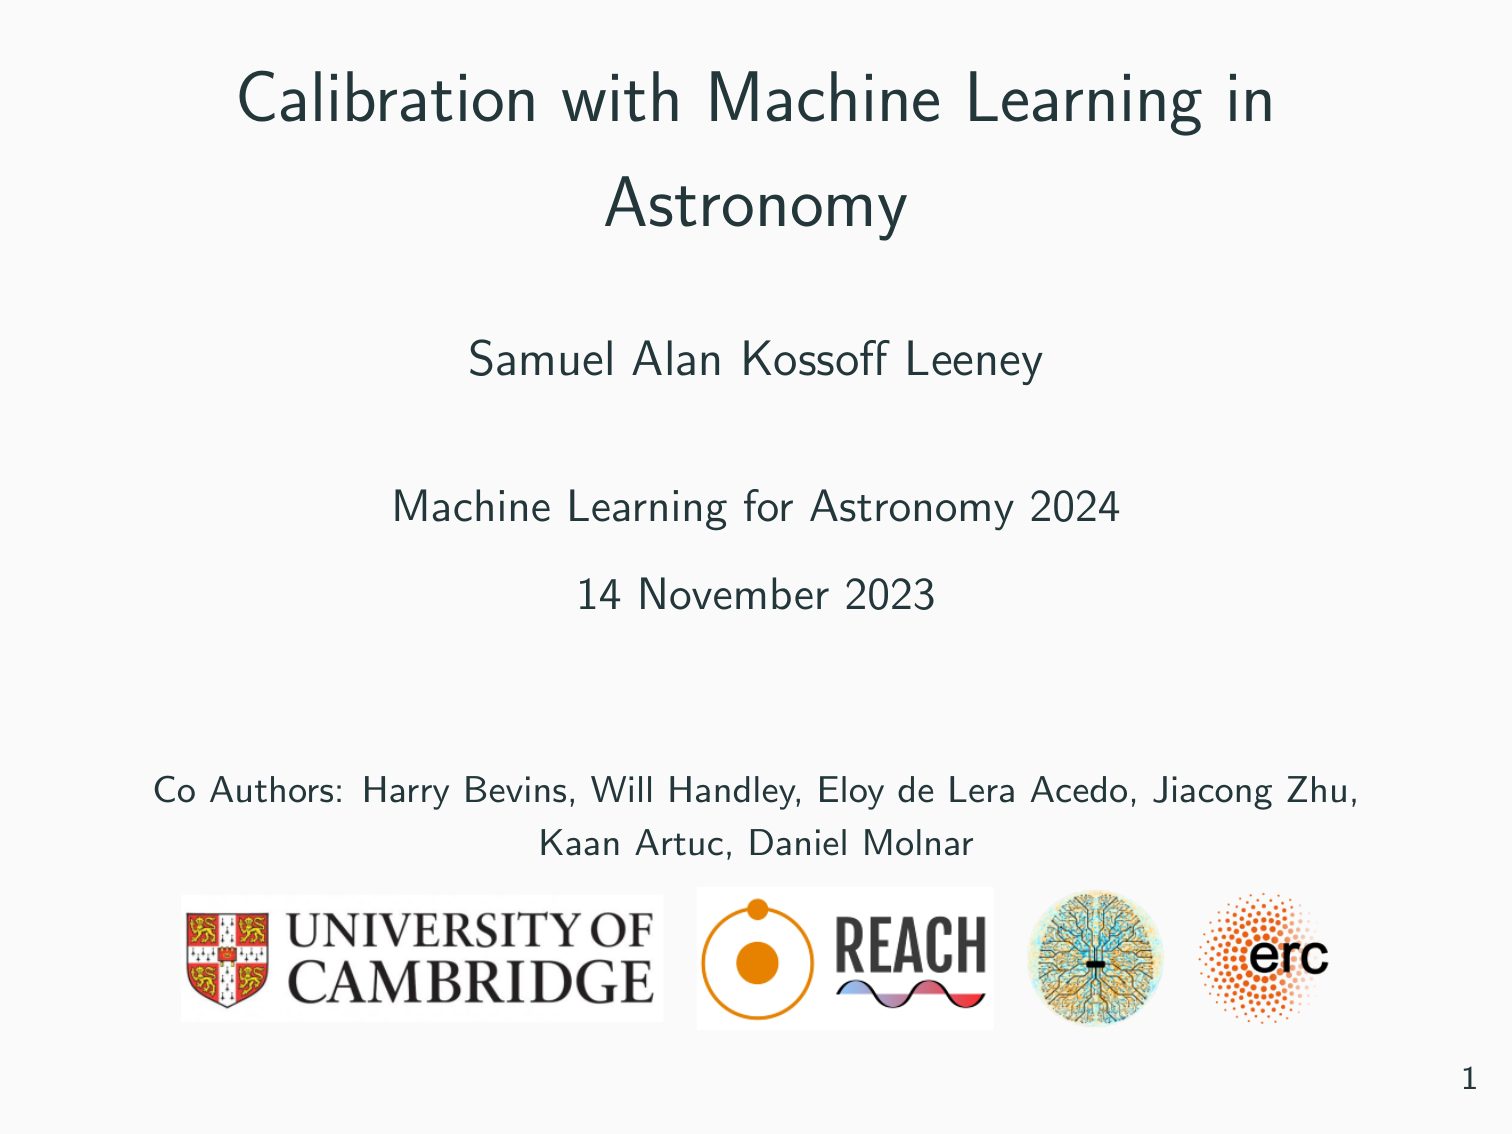 Calibration with Machine Learning in
Astronomy
Samuel Alan Kossoff Leeney
Machine Learning for Astronomy 2024
14 November 2023
Co Authors: Harry Bevins, Will Handley, Eloy de Lera Acedo, Jiacong Zhu,
Kaan Artuc, Daniel Molnar
UNIVERSITY OF
CAMBRIDGE
REACH
erc
1